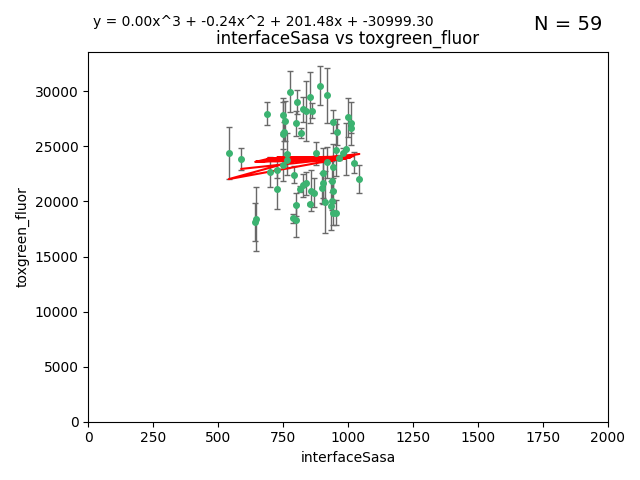 y = 0.00x^3 + -0.24x^2 + 201.48x + -30999.30
N = 59
interfaceSasa vs toxgreen_fluor
30000
25000
20000
15000
10000
5000
0
toxgreen_fluor
0 250 500 750 1000 1250 1500 1750 2000
interfaceSasa